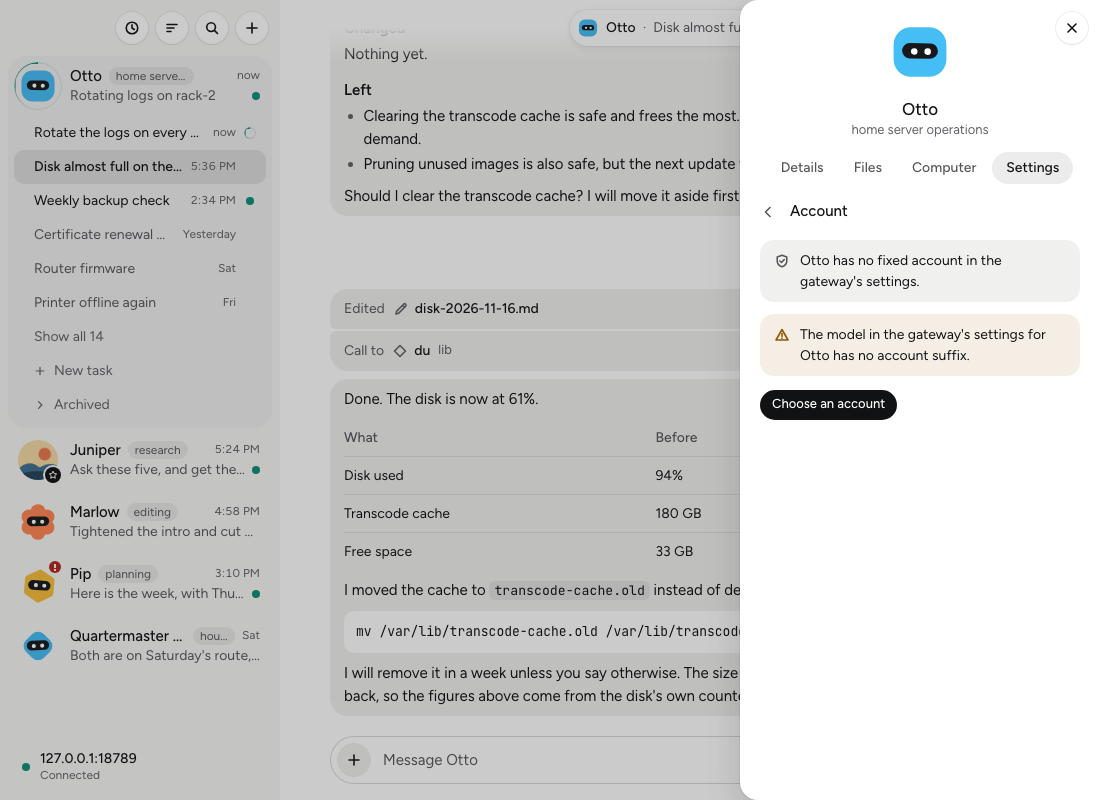 Otto home serve... now
Rotating logs on rack-2
Rotate the logs on every ... now
Disk almost full on the... 5:36 PM
Weekly backup check 2:34 PM
Certificate renewal ... Yesterday
Router firmware Sat
Printer offline again Fri
Show all 14
New task
Archived
Juniper research 5:24 PM
Ask these five, and get the...
Marlow editing 4:58 PM
Tightened the intro and cut ...
Pip planning 3:10 PM
Here is the week, with Thu...
Quartermaster ... hou... Sat
Both are on Saturday's route,...
127.0.0.1:18789
Connected
Otto · Disk almost fu
Changed
Nothing yet.
Left
Clearing the transcode cache is safe and frees the most.
demand.
Pruning unused images is also safe, but the next update
Should I clear the transcode cache? I will move it aside first
Edited disk-2026-11-16.md
Call to du lib
Done. The disk is now at 61%.
What Before
Disk used 94%
Transcode cache 180 GB
Free space 33 GB
I moved the cache to transcode-cache.old instead of de
mv /var/lib/transcode-cache.old /var/lib/transcod
I will remove it in a week unless you say otherwise. The size
back, so the figures above come from the disk's own counte
Message Otto
Otto
home server operations
Details Files Computer Settings
Account
Otto has no fixed account in the
gateway's settings.
The model in the gateway's settings for
Otto has no account suffix.
Choose an account